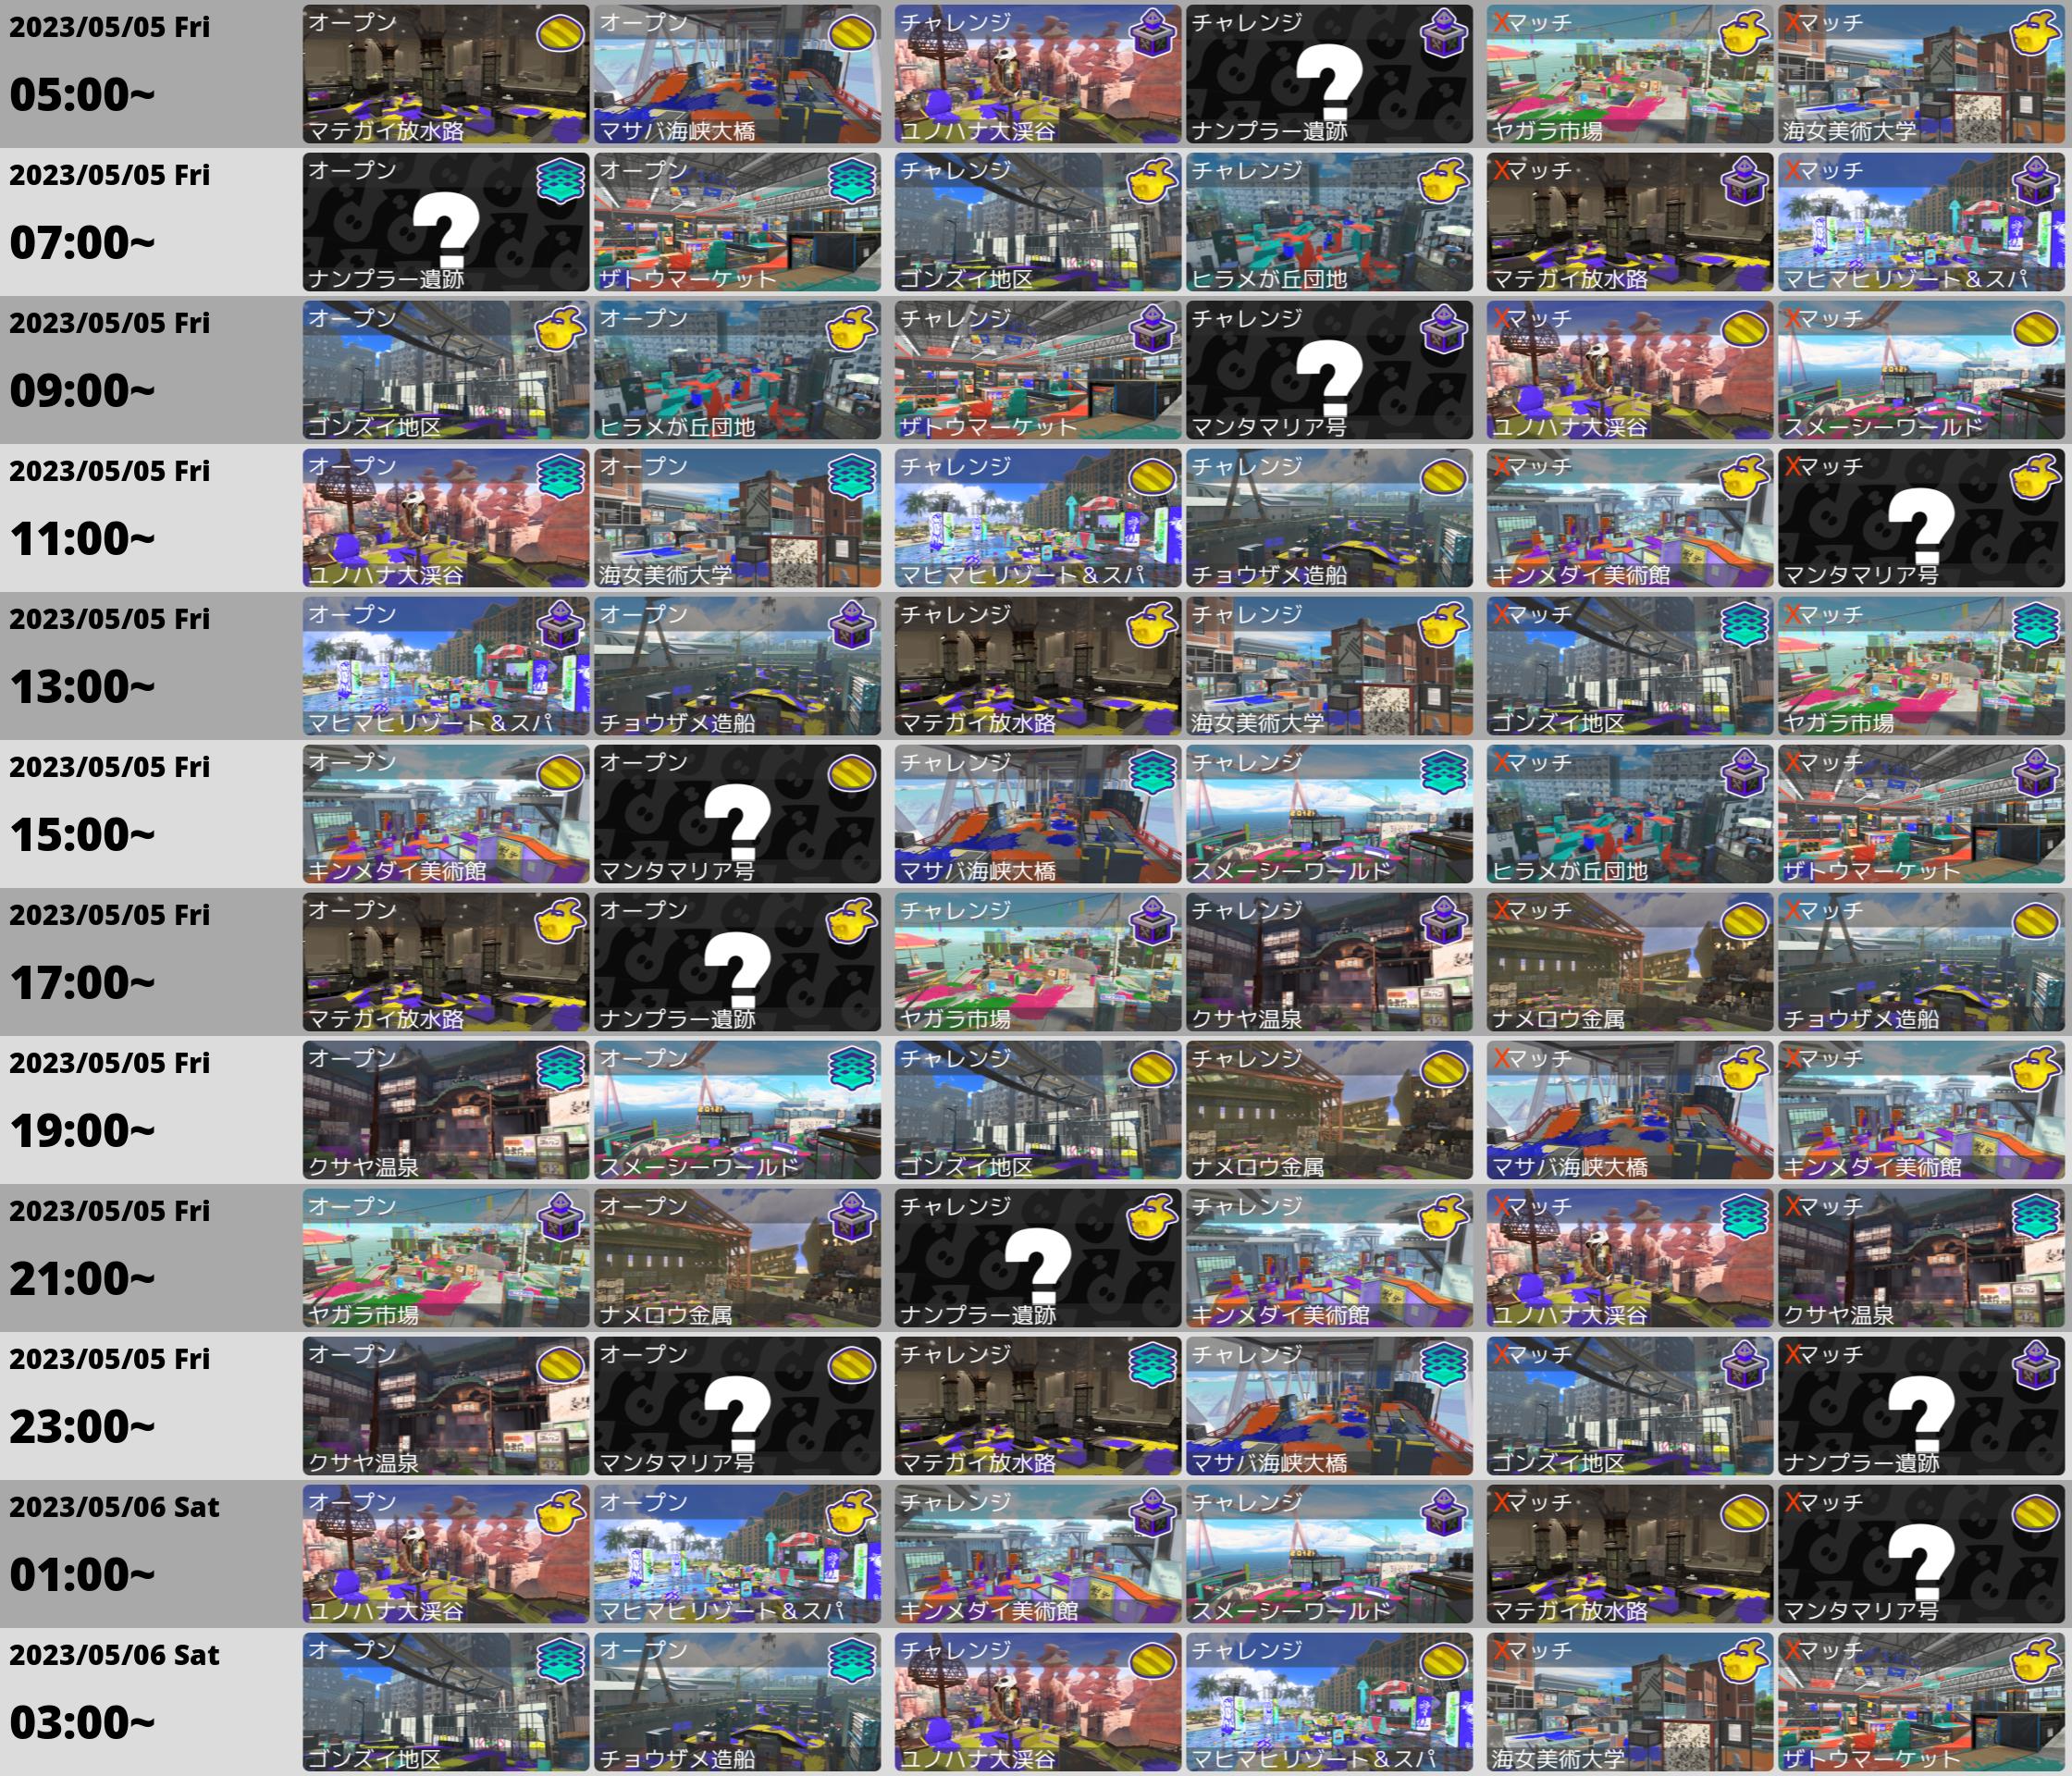 2023/05/05 Fri
05:00~
オープン オープン チャレンジ チャレンジ Xマッチ Xマッチ
マテガイ放水路 マサバ海峡大橋 ユノハナ大渓谷 ナンプラー遺跡 ヤガラ市場 海女美術大学
2023/05/05 Fri
07:00~
オープン オープン チャレンジ チャレンジ Xマッチ Xマッチ
ナンプラー遺跡 ザトウマーケット ゴンズイ地区 ヒラメが丘団地 マテガイ放水路 マヒマヒリゾート＆スパ
2023/05/05 Fri
09:00~
オープン オープン チャレンジ チャレンジ Xマッチ Xマッチ
ゴンズイ地区 ヒラメが丘団地 ザトウマーケット マンタマリア号 ユノハナ大渓谷 スメーシーワールド
2023/05/05 Fri
11:00~
オープン オープン チャレンジ チャレンジ Xマッチ Xマッチ
ユノハナ大渓谷 海女美術大学 マヒマヒリゾート＆スパ チョウザメ造船 キンメダイ美術館 マンタマリア号
2023/05/05 Fri
13:00~
オープン オープン チャレンジ チャレンジ Xマッチ Xマッチ
マヒマヒリゾート＆スパ チョウザメ造船 マテガイ放水路 海女美術大学 ゴンズイ地区 ヤガラ市場
2023/05/05 Fri
15:00~
オープン オープン チャレンジ チャレンジ Xマッチ Xマッチ
キンメダイ美術館 マンタマリア号 マサバ海峡大橋 スメーシーワールド ヒラメが丘団地 ザトウマーケット
2023/05/05 Fri
17:00~
オープン オープン チャレンジ チャレンジ Xマッチ Xマッチ
マテガイ放水路 ナンプラー遺跡 ヤガラ市場 クサヤ温泉 ナメロウ金属 チョウザメ造船
2023/05/05 Fri
19:00~
オープン オープン チャレンジ チャレンジ Xマッチ Xマッチ
クサヤ温泉 スメーシーワールド ゴンズイ地区 ナメロウ金属 マサバ海峡大橋 キンメダイ美術館
2023/05/05 Fri
21:00~
オープン オープン チャレンジ チャレンジ Xマッチ Xマッチ
ヤガラ市場 ナメロウ金属 ナンプラー遺跡 キンメダイ美術館 ユノハナ大渓谷 クサヤ温泉
2023/05/05 Fri
23:00~
オープン オープン チャレンジ チャレンジ Xマッチ Xマッチ
クサヤ温泉 マンタマリア号 マテガイ放水路 マサバ海峡大橋 ゴンズイ地区 ナンプラー遺跡
2023/05/06 Sat
01:00~
オープン オープン チャレンジ チャレンジ Xマッチ Xマッチ
ユノハナ大渓谷 マヒマヒリゾート＆スパ キンメダイ美術館 スメーシーワールド マテガイ放水路 マンタマリア号
2023/05/06 Sat
03:00~
オープン オープン チャレンジ チャレンジ Xマッチ Xマッチ
ゴンズイ地区 チョウザメ造船 ユノハナ大渓谷 マヒマヒリゾート＆スパ 海女美術大学 ザトウマーケット